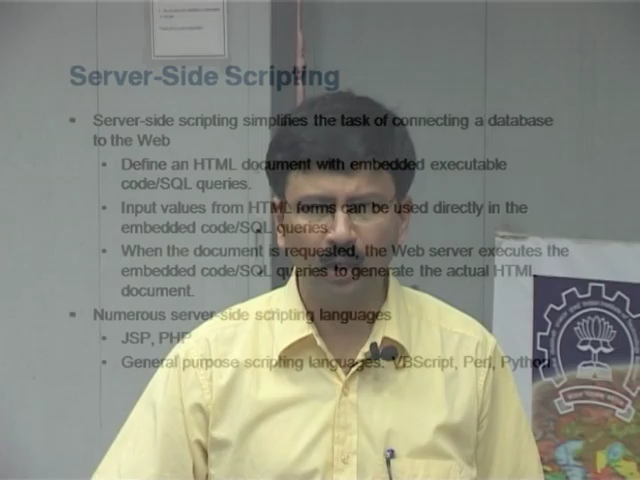 Server-Side Scripting
▪ Server-side scripting simplifies the task of connecting a database
to the Web
• Define an HTML document with embedded executable
code/SQL queries.
• Input values from HTML forms can be used directly in the
embedded code/SQL queries.
• When the document is requested, the Web server executes the
embedded code/SQL queries to generate the actual HTML
document.
▪ Numerous server-side scripting languages
• JSP, PHP
• General purpose scripting languages: VBScript, Perl, Python